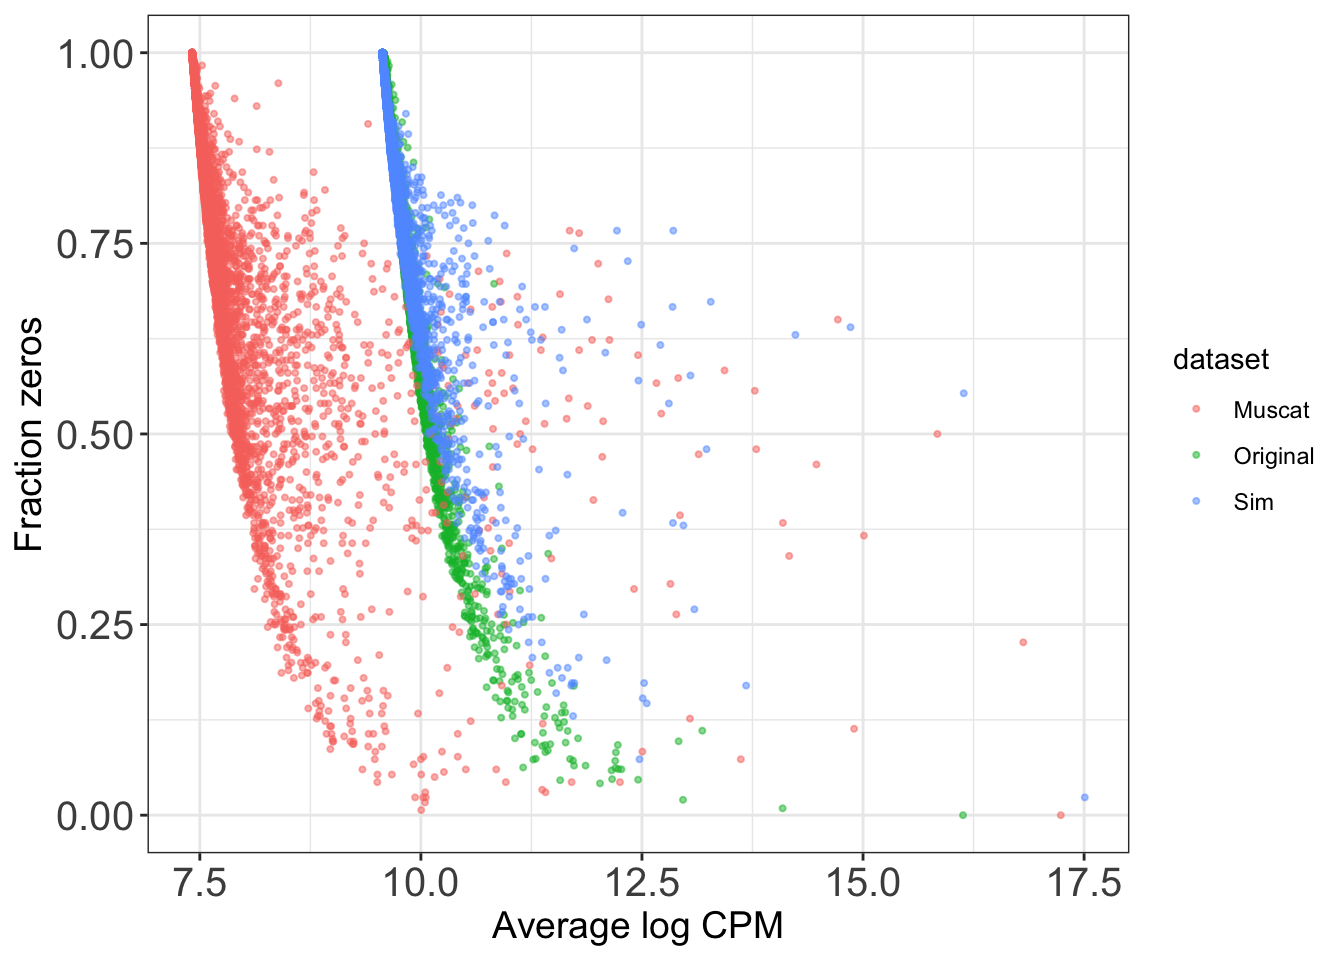 1.00
0.75
0.50
0.25
0.00
Fraction zeros
7.5 10.0 12.5 15.0 17.5
Average log CPM
dataset
Muscat
Original
Sim